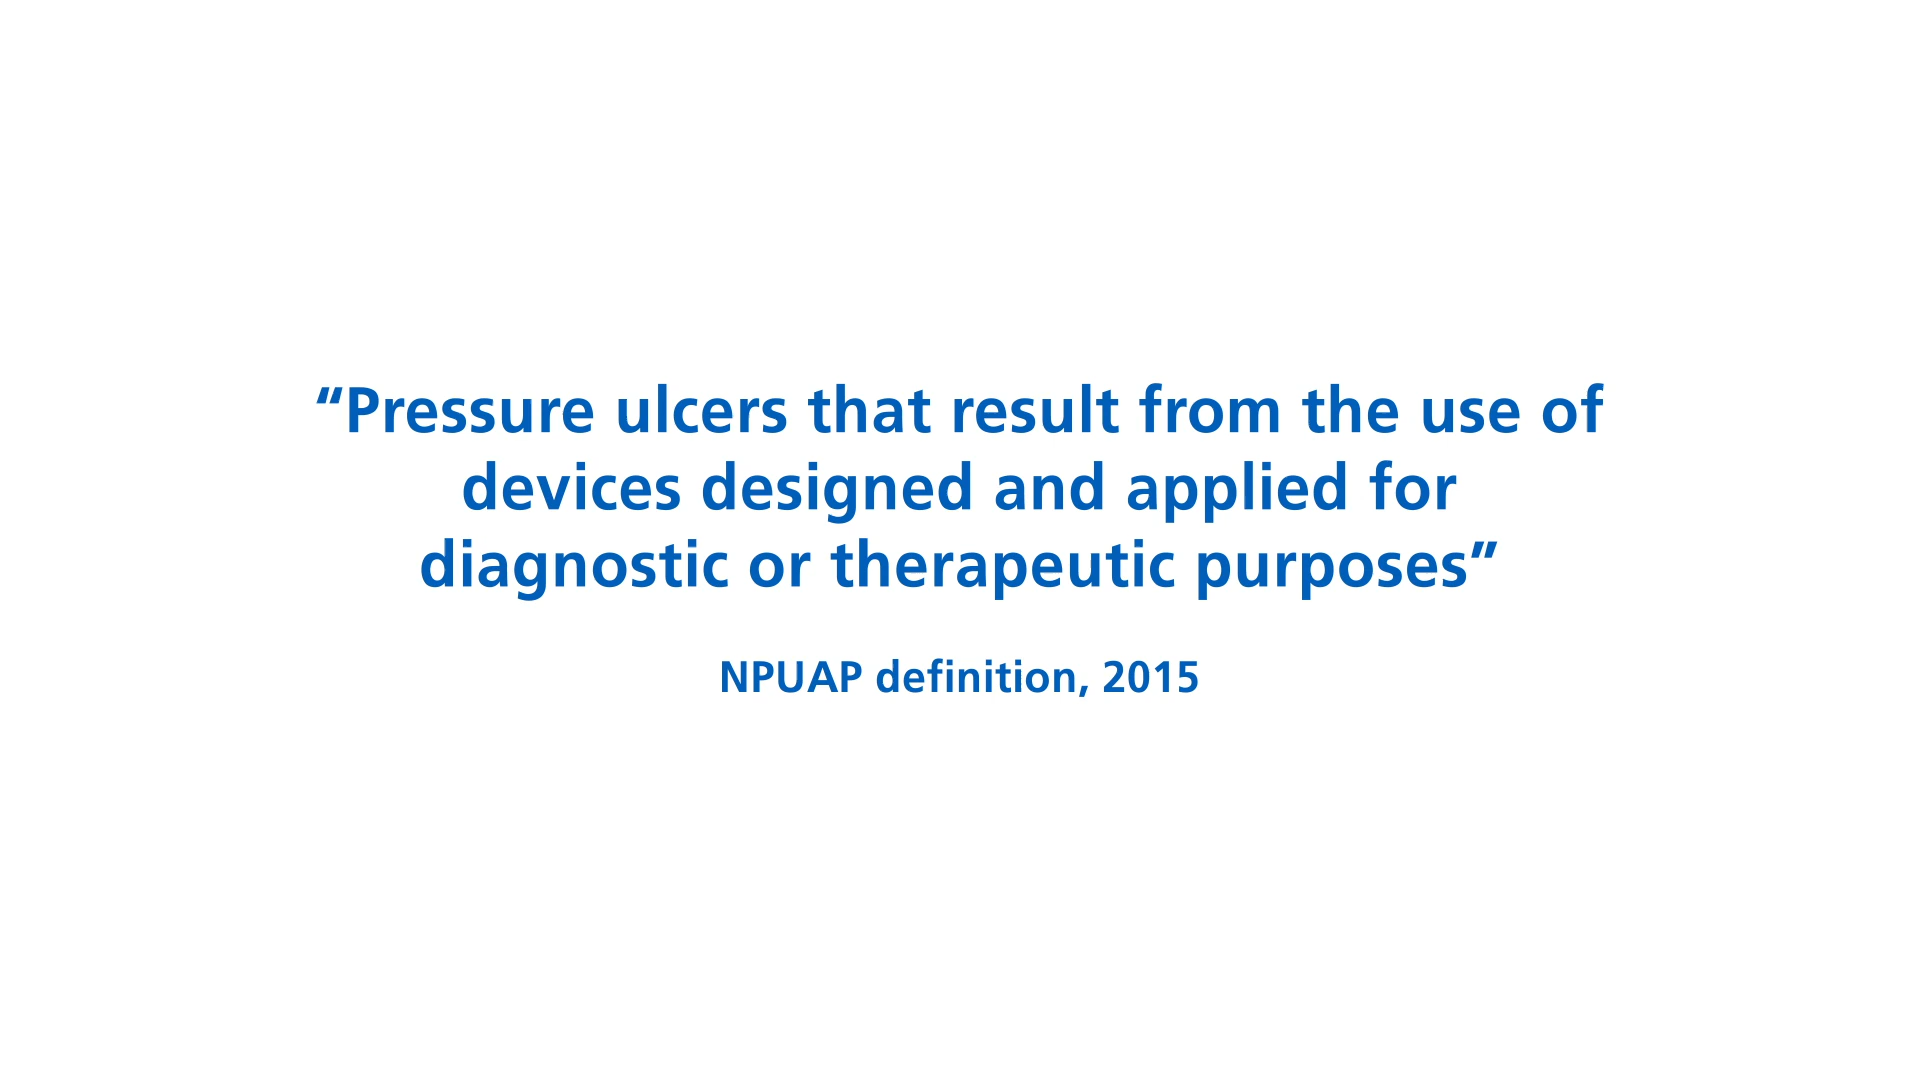 “Pressure ulcers that result from the use of
devices designed and applied for
diagnostic or therapeutic purposes”
NPUAP definition, 2015